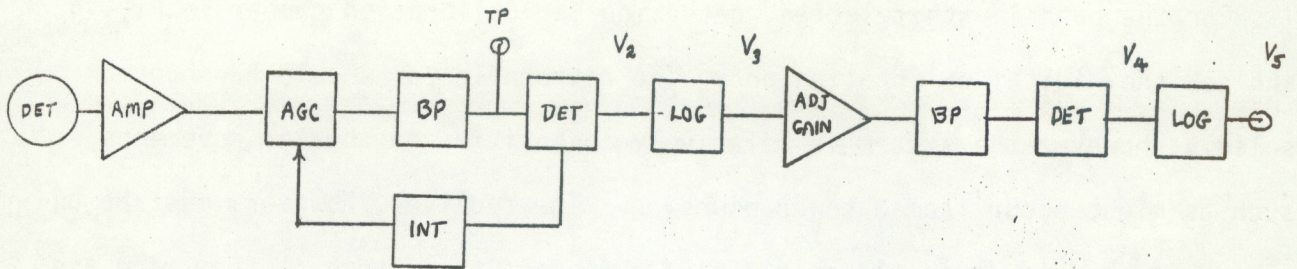 TP
V2 V3 V4 V5
DET AMP AGC BP DET LOG ADJ GAIN BP DET LOG
INT